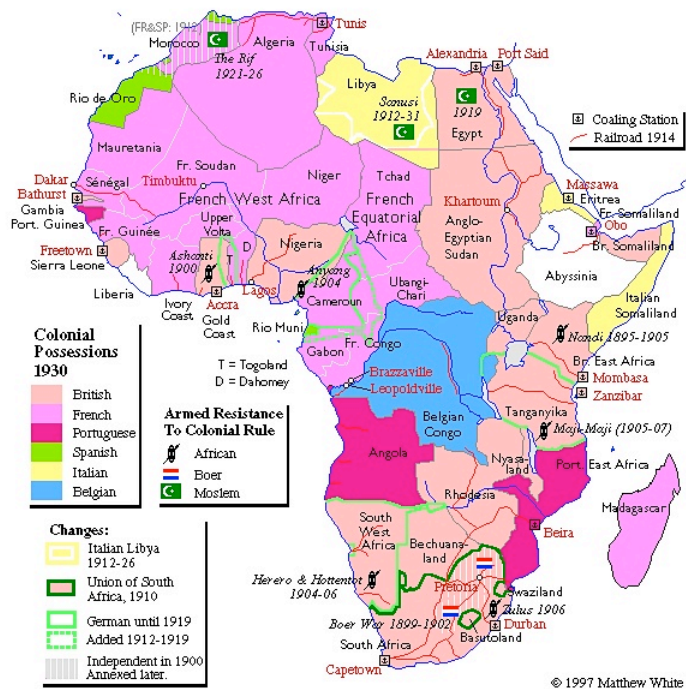 (FR&SP: 1912)
Morocco
Algeria
Tunis
Tunisia
The Rif
1921-26
Alexandria
Port Said
Libya
Sanusi
1912-31
1919
Egypt
Rio de Oro
Coaling Station
Railroad 1914
Mauretania
Fr. Soudan
Niger
Tchad
Dakar
Sénégal
Timbuktu
French
West Africa
French
Equatorial
Africa
Khartoum
Massawa
Eritrea
Bathurst
Gambia
Port. Guinea
Fr. Guinée
Upper
Volta
D
T
Nigeria
Anglo-
Egyptian
Sudan
Fr. Somaliland
Obo
Br. Somaliland
Freetown
Sierra Leone
Ashanti
1900
Anyang
1904
Abyssinia
Liberia
Ivory
Coast
Accra
Gold
Coast
Lagos
Cameroun
Ubangi-
Chari
Italian
Somaliland
Rio Muni
Gabon
Fr. Congo
Uganda
Nandi 1895-1905
Br. East Africa
T = Togoland
D = Dahomey
Brazzaville
Leopoldville
Mombasa
Zanzibar
Colonial
Possessions
1930
British
French
Portuguese
Spanish
Italian
Belgian
Armed Resistance
To Colonial Rule
African
Boer
Moslem
Belgian
Congo
Tanganyika
Maji-Maji (1905-07)
Angola
Nyasa-
land
Port. East Africa
Rhodesia
Madagascar
Changes:
Italian Libya
1912-26
Union of South
Africa, 1910
German until 1919
Added 1912-1919
Independent in 1900
Annexed later.
South
West
Africa
Bechuana-
land
Beira
Herero & Hottentot
1904-06
Pretoria
Swaziland
Zulus 1906
Boer War 1899-1902
Durban
Basutoland
South Africa
Capetown
© 1997 Matthew White